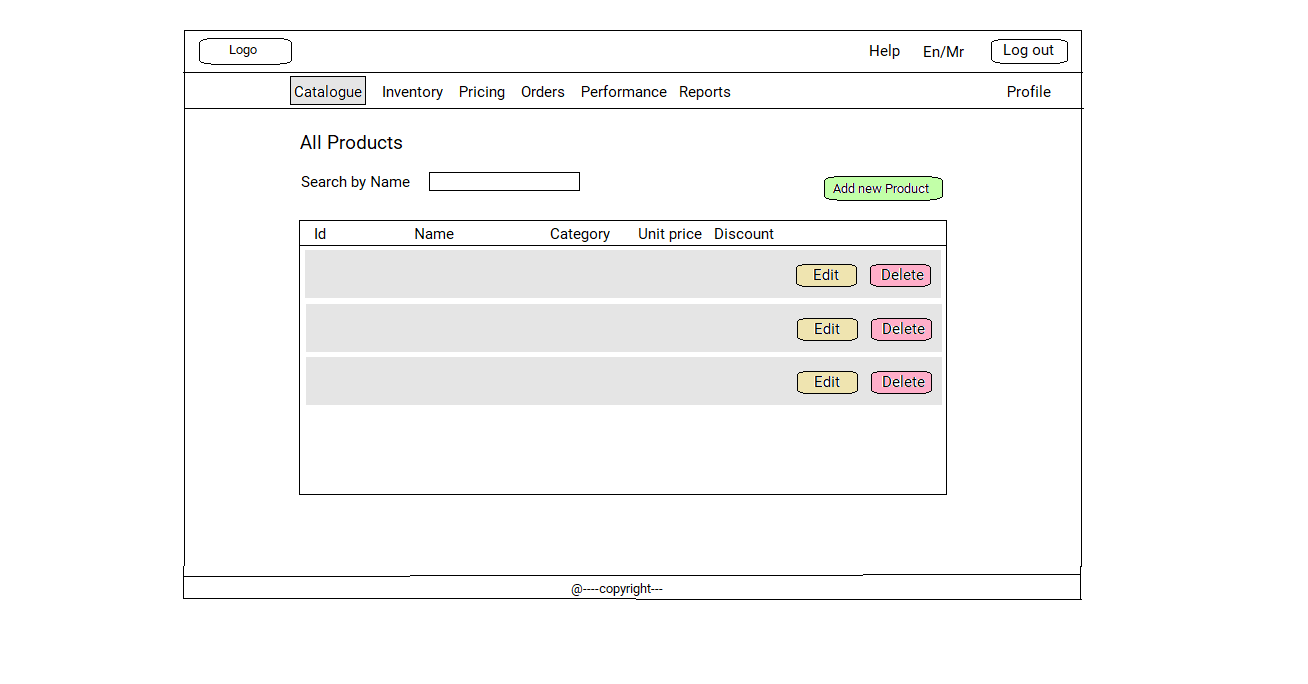 Logo Help En/Mr Log out
Catalogue Inventory Pricing Orders Performance Reports Profile
All Products
Search by Name
Add new Product
Id Name Category Unit price Discount
Edit Delete
Edit Delete
Edit Delete
@----copyright---